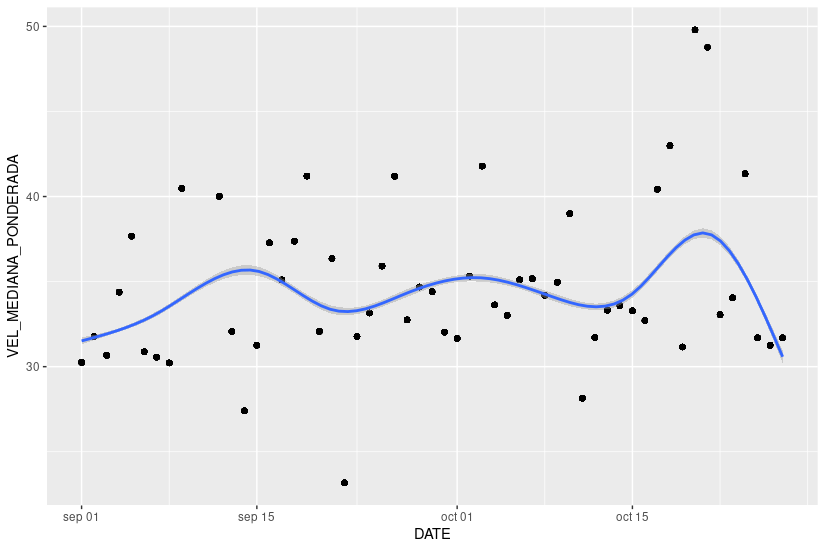 50
40
30
VEL_MEDIANA_PONDERADA
sep 01
sep 15
oct 01
oct 15
DATE